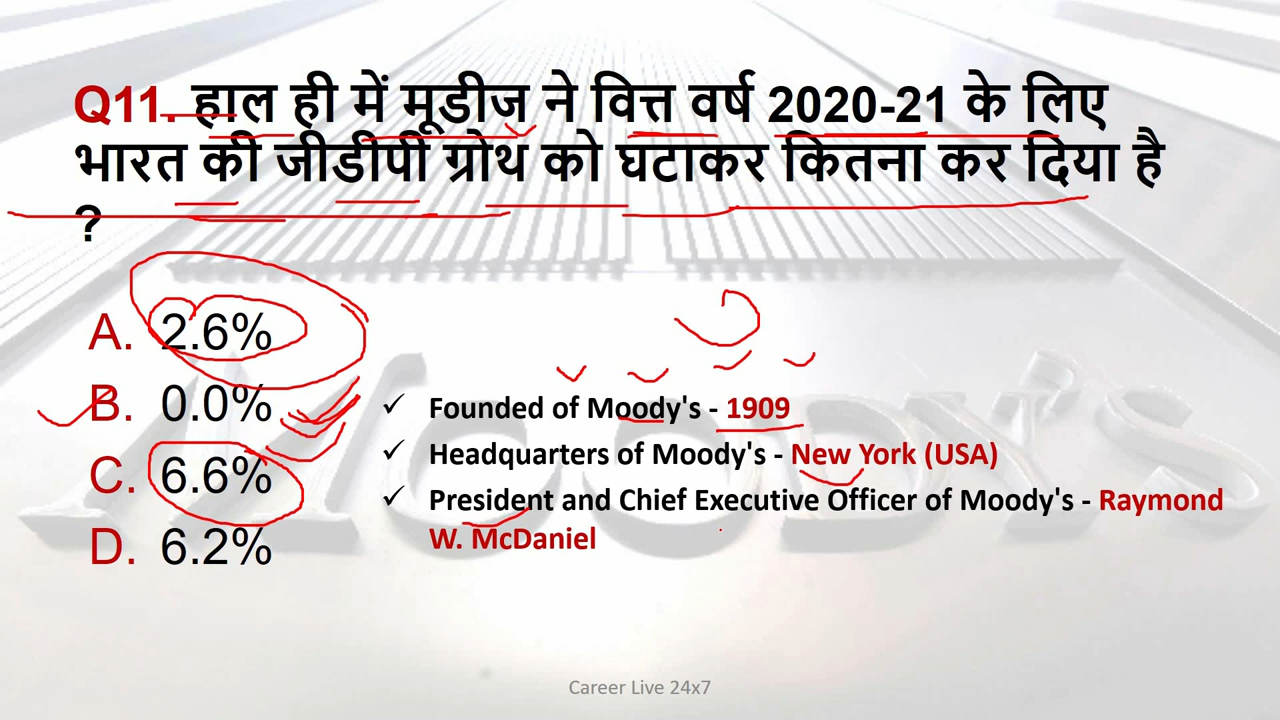 Q11. हाल ही में मूडीज ने वित्त वर्ष 2020-21 के लिए
भारत की जीडीपी ग्रोथ को घटाकर कितना कर दिया है
?
A. 2.6%
B. 0.0%
C. 6.6%
D. 6.2%
✓ Founded of Moody's - 1909
✓ Headquarters of Moody's - New York (USA)
✓ President and Chief Executive Officer of Moody's - Raymond
W. McDaniel
MOODY'S
Career Live 24x7